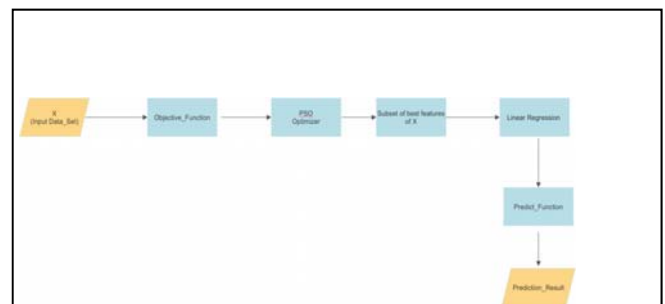 X
(Input Data_Set)
Objective_Function
PSO
Optimizer
Subset of best features
of X
Linear Regression
Predict_Function
Prediction_Result